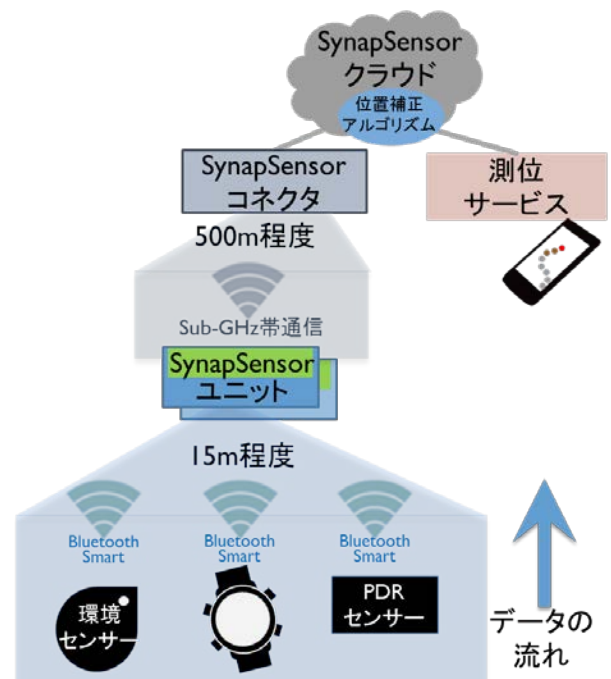 SynapSensor
クラウド
位置補正
アルゴリズム
SynapSensor
コネクタ
測位
サービス
500m程度
Sub-GHz帯通信
SynapSensor
ユニット
15m程度
Bluetooth
Smart
Bluetooth
Smart
Bluetooth
Smart
環境
センサー
PDR
センサー
データの
流れ